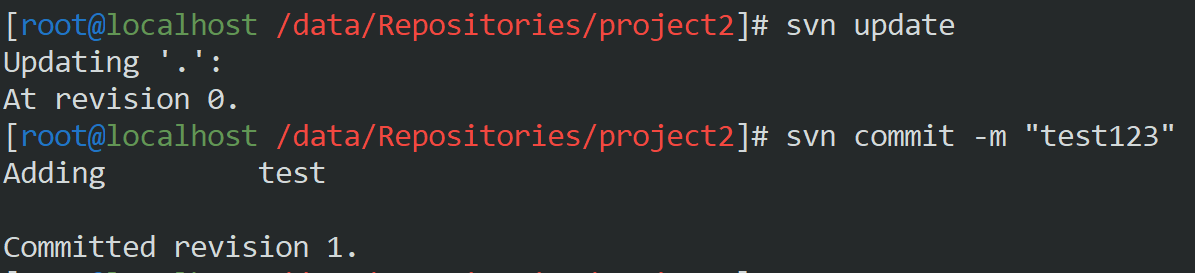 [root@localhost /data/Repositories/project2]# svn update
Updating '.':
At revision 0.
[root@localhost /data/Repositories/project2]# svn commit -m "test123"
Adding         test
Committed revision 1.